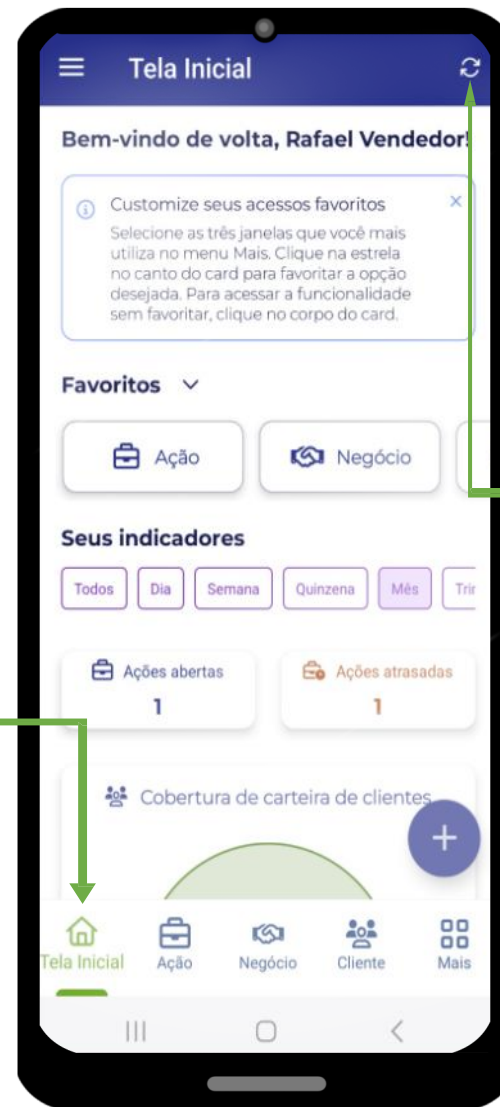 Tela Inicial
Bem-vindo de volta, Rafael Vendedor!
Customize seus acessos favoritos
Selecione as três janelas que você mais
utiliza no menu Mais. Clique na estrela
no canto do card para favoritar a opção
desejada. Para acessar a funcionalidade
sem favoritar, clique no corpo do card.
Favoritos
Ação
Negócio
Seus indicadores
Todos
Dia
Semana
Quinzena
Mês
Tri
Ações abertas
1
Ações atrasadas
1
Cobertura de carteira de clientes
Tela Inicial
Ação
Negócio
Cliente
Mais